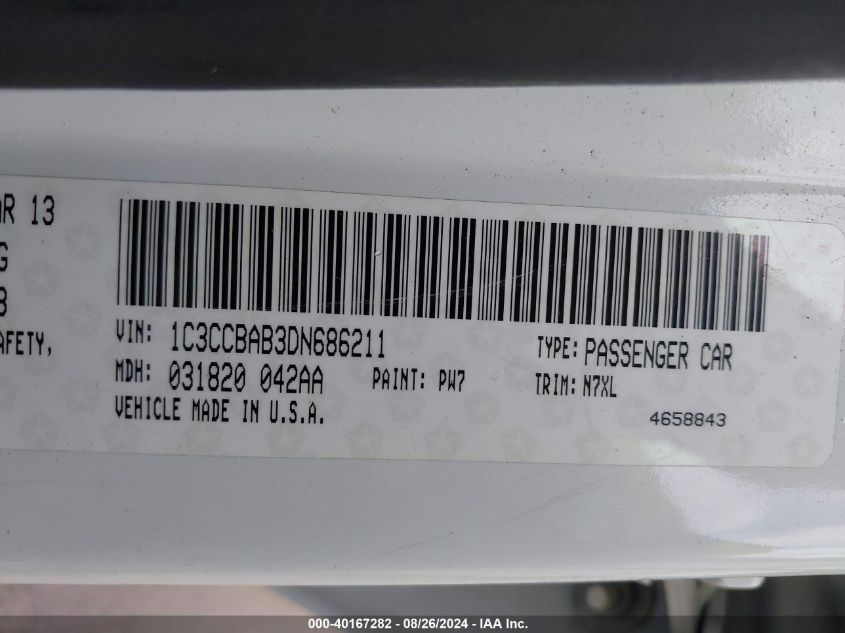 AR 13
G
B
AFETY,
VIN: 1C3CCBAB3DN686211
TYPE: PASSENGER CAR
MDH: 031820 042AA
PAINT: PW7
TRIM: N7XL
VEHICLE MADE IN U.S.A.
4658843
000-40167282 - 08/26/2024 - IAA Inc.